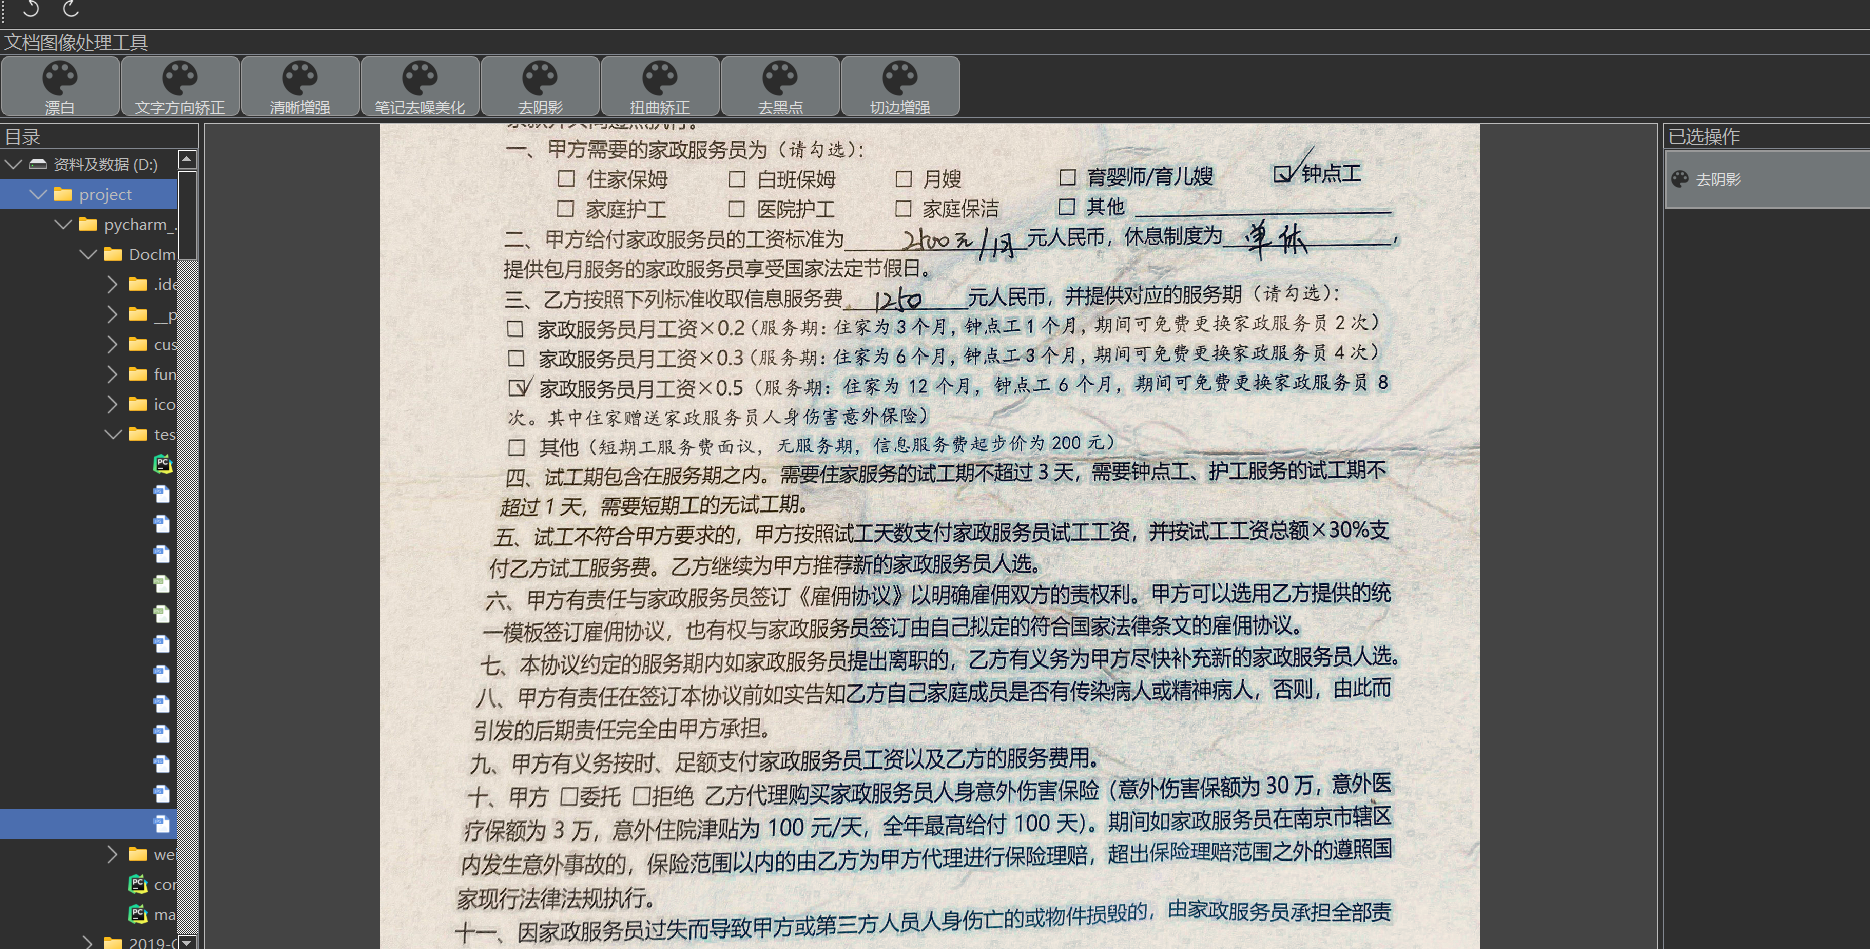 文档图像处理工具
漂白
文字方向矫正
清晰增强
笔记去噪美化
去阴影
扭曲矫正
去黑点
切边增强
目录
资料及数据 (D:)
project
pycharm_.
DocIm
.ide
__p
cus
fun
ico
tes
we
con
ma
2019-
一、甲方需要的家政服务员为（请勾选）：
□ 住家保姆 □ 白班保姆 □ 月嫂 □ 育婴师/育儿嫂 ☑ 钟点工
□ 家庭护工 □ 医院护工 □ 家庭保洁 □ 其他
二、甲方给付家政服务员的工资标准为 2500元/月 元人民币，休息制度为 单休 ，
提供包月服务的家政服务员享受国家法定节假日。
三、乙方按照下列标准收取信息服务费 1250 元人民币，并提供对应的服务期（请勾选）：
□ 家政服务员月工资×0.2（服务期：住家为 3 个月，钟点工 1 个月，期间可免费更换家政服务员 2 次）
□ 家政服务员月工资×0.3（服务期：住家为 6 个月，钟点工 3 个月，期间可免费更换家政服务员 4 次）
☑ 家政服务员月工资×0.5（服务期：住家为 12 个月，钟点工 6 个月，期间可免费更换家政服务员 8
次。其中住家赠送家政服务员人身伤害意外保险）
□ 其他（短期工服务费面议，无服务期，信息服务费起步价为 200 元）
四、试工期包含在服务期之内。需要住家服务的试工期不超过 3 天，需要钟点工、护工服务的试工期不
超过 1 天，需要短期工的无试工期。
五、试工不符合甲方要求的，甲方按照试工天数支付家政服务员试工工资，并按试工工资总额×30%支
付乙方试工服务费。乙方继续为甲方推荐新的家政服务员人选。
六、甲方有责任与家政服务员签订《雇佣协议》以明确雇佣双方的责权利。甲方可以选用乙方提供的统
一模板签订雇佣协议，也有权与家政服务员签订由自己拟定的符合国家法律条文的雇佣协议。
七、本协议约定的服务期内如家政服务员提出离职的，乙方有义务为甲方尽快补充新的家政服务员人选。
八、甲方有责任在签订本协议前如实告知乙方自己家庭成员是否有传染病人或精神病人，否则，由此而
引发的后期责任完全由甲方承担。
九、甲方有义务按时、足额支付家政服务员工资以及乙方的服务费用。
十、甲方 □委托 □拒绝 乙方代理购买家政服务员人身意外伤害保险（意外伤害保额为 30 万，意外医
疗保额为 3 万，意外住院津贴为 100 元/天，全年最高给付 100 天）。期间如家政服务员在南京市辖区
内发生意外事故的，保险范围以内的由乙方为甲方代理进行保险理赔，超出保险理赔范围之外的遵照国
家现行法律法规执行。
十一、因家政服务员过失而导致甲方或第三方人员人身伤亡的或物件损毁的，由家政服务员承担全部责
已选操作
去阴影